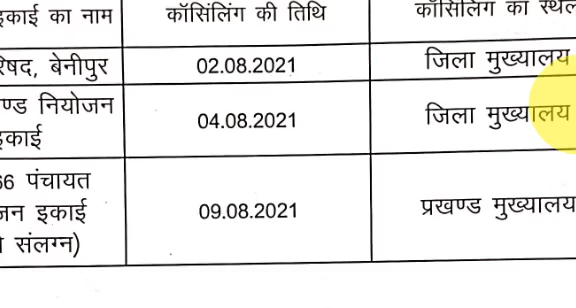 इकाई का नाम कॉसिंलिंग की तिथि कॉसिलिंग का स्थल
रिषद, बेनीपुर 02.08.2021 जिला मुख्यालय
ण्ड नियोजन 04.08.2021 जिला मुख्यालय
इकाई
66 पंचायत
जन इकाई 09.08.2021 प्रखण्ड मुख्यालय
संलग्न)